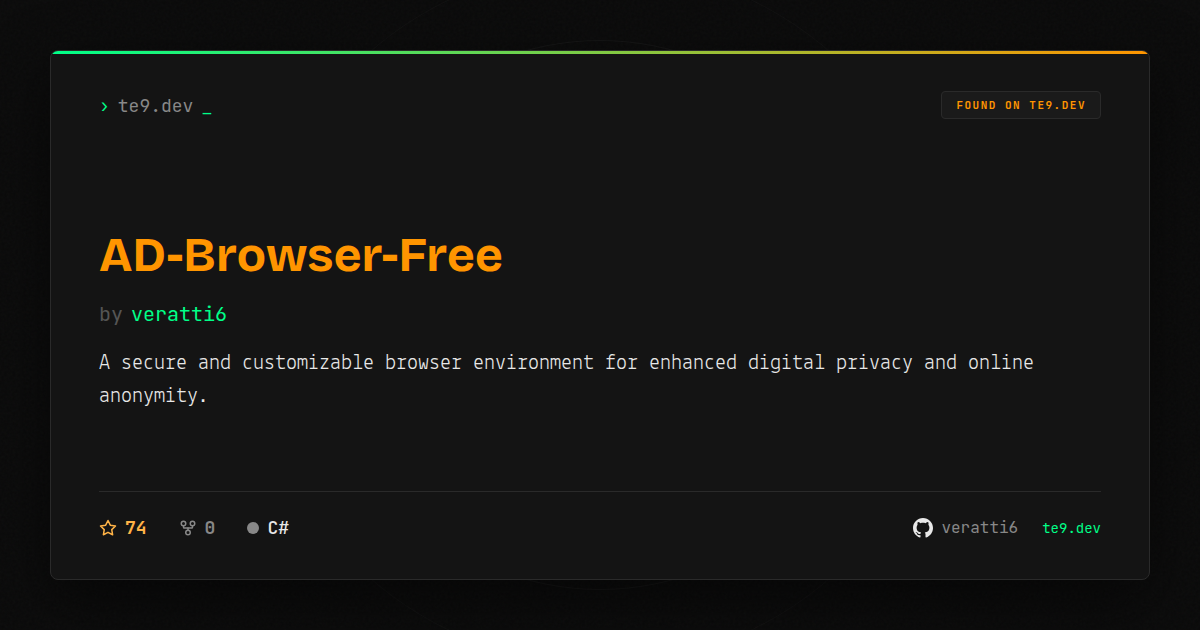 › te9.dev _
FOUND ON TE9.DEV
AD-Browser-Free
by veratti6
A secure and customizable browser environment for enhanced digital privacy and online
anonymity.
74 0 C# veratti6 te9.dev